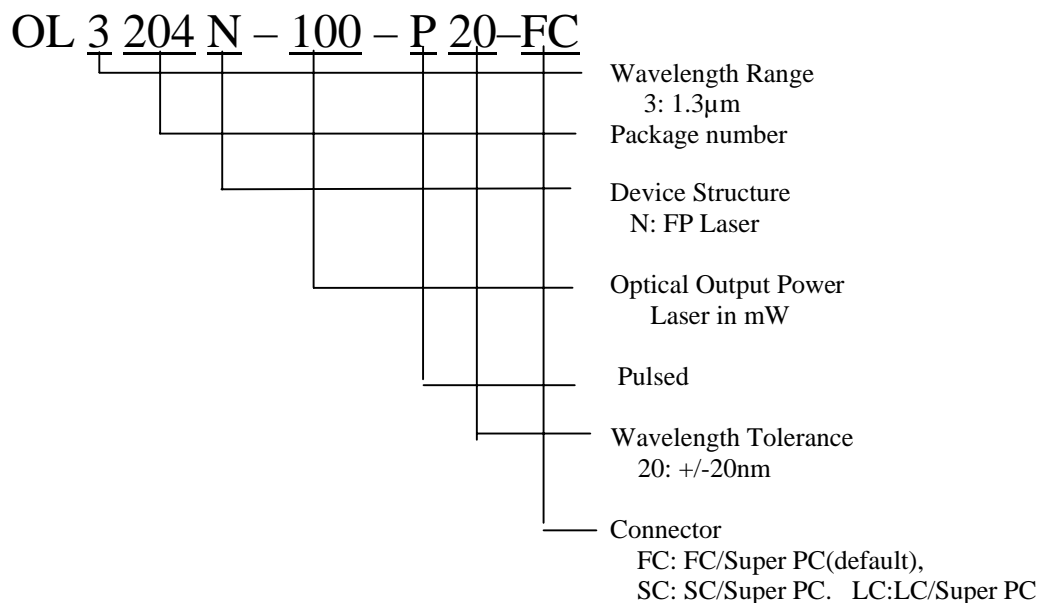 OL 3 204 N – 100 – P 20–FC
Wavelength Range
3: 1.3µm
Package number
Device Structure
N: FP Laser
Optical Output Power
Laser in mW
Pulsed
Wavelength Tolerance
20: +/-20nm
Connector
FC: FC/Super PC(default),
SC: SC/Super PC. LC:LC/Super PC